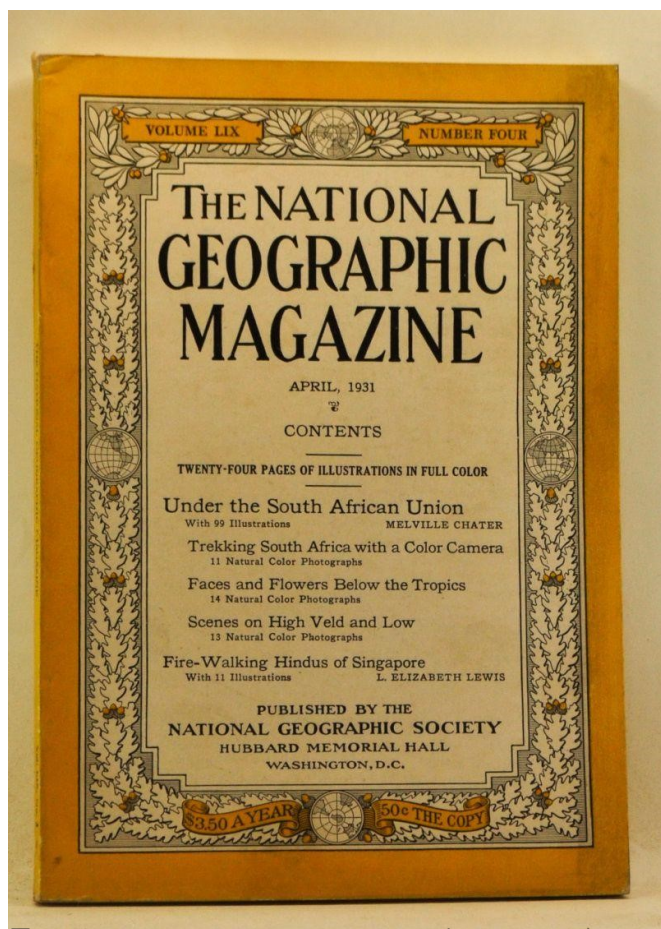 VOLUME LIX
NUMBER FOUR
THE NATIONAL
GEOGRAPHIC
MAGAZINE
APRIL, 1931
CONTENTS
TWENTY-FOUR PAGES OF ILLUSTRATIONS IN FULL COLOR
Under the South African Union
With 99 Illustrations MELVILLE CHATER
Trekking South Africa with a Color Camera
11 Natural Color Photographs
Faces and Flowers Below the Tropics
14 Natural Color Photographs
Scenes on High Veld and Low
13 Natural Color Photographs
Fire-Walking Hindus of Singapore
With 11 Illustrations L. ELIZABETH LEWIS
PUBLISHED BY THE
NATIONAL GEOGRAPHIC SOCIETY
HUBBARD MEMORIAL HALL
WASHINGTON, D.C.
$3.50 A YEAR
50¢ THE COPY